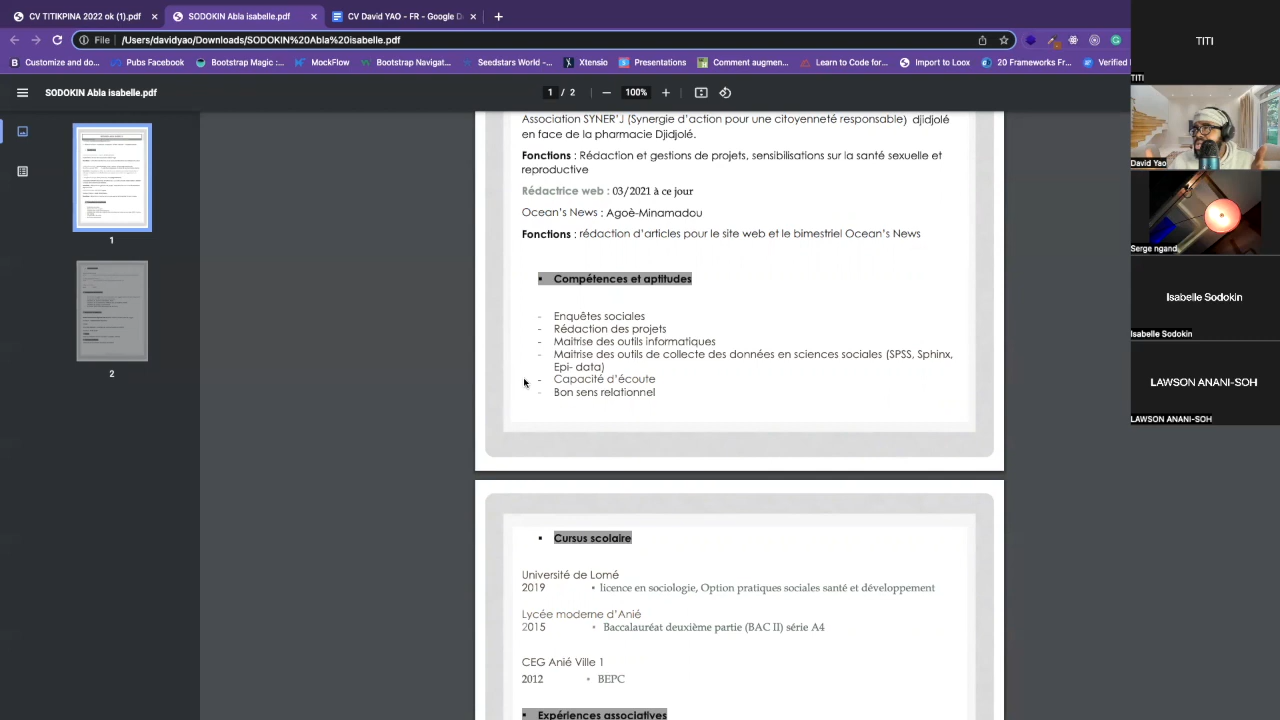 CV TITIKPINA 2022 ok (1).pdf
SODOKIN Abla isabelle.pdf
CV David YAO - FR - Google D
File
/Users/davidyao/Downloads/SODOKIN%20Abla%20isabelle.pdf
Customize and do...
Pubs Facebook
Bootstrap Magic :...
MockFlow
Bootstrap Navigat...
Seedstars World -...
Xtensio
Presentations
Comment augmen...
Learn to Code for...
Import to Loox
20 Frameworks Fr...
Verified
SODOKIN Abla isabelle.pdf
1 / 2
100%
1
2
Association SYNER'J (Synergie d'action pour une citoyenneté responsable) djidjolé
en face de la pharmacie Djidjolé.
Fonctions : Rédaction et gestions de projets, sensibilisations sur la santé sexuelle et
reproductive
Rédactrice web : 03/2021 à ce jour
Ocean's News : Agoè-Minamadou
Fonctions : rédaction d'articles pour le site web et le bimestriel Ocean's News
▪ Compétences et aptitudes
- Enquêtes sociales
- Rédaction des projets
- Maitrise des outils informatiques
- Maitrise des outils de collecte des données en sciences sociales (SPSS, Sphinx,
Epi- data)
- Capacité d'écoute
- Bon sens relationnel
▪ Cursus scolaire
Université de Lomé
2019 • licence en sociologie, Option pratiques sociales santé et développement
Lycée moderne d'Anié
2015 • Baccalauréat deuxième partie (BAC II) série A4
CEG Anié Ville 1
2012 • BEPC
▪ Expériences associatives
TITI
TITI
David Yao
Serge ngand
Isabelle Sodokin
Isabelle Sodokin
LAWSON ANANI-SOH
LAWSON ANANI-SOH